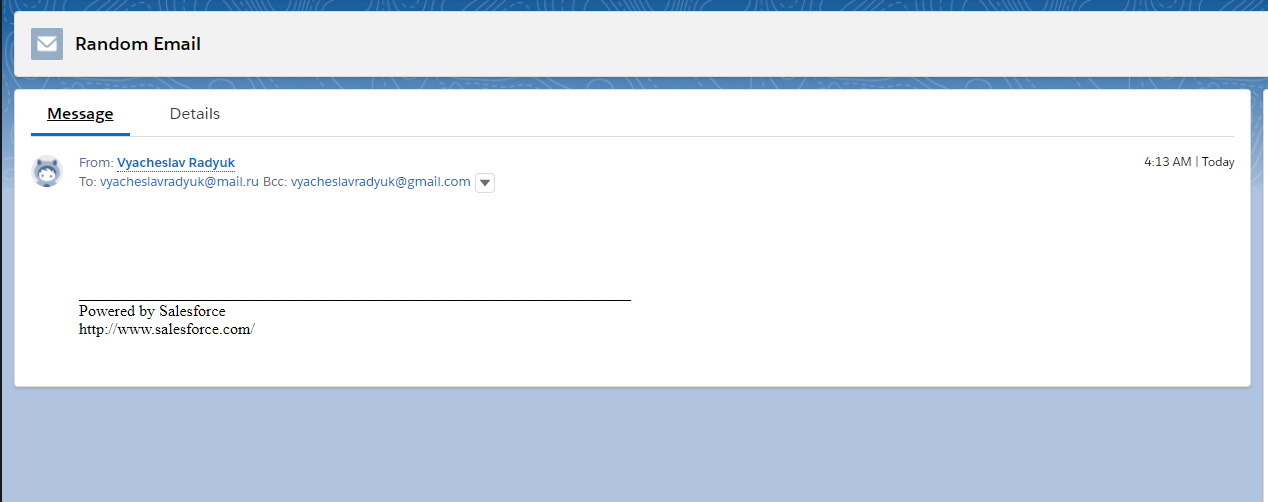 Random Email
Message
Details
From: Vyacheslav Radyuk
4:13 AM | Today
To: vyacheslavradyuk@mail.ru Bcc: vyacheslavradyuk@gmail.com
Powered by Salesforce
http://www.salesforce.com/